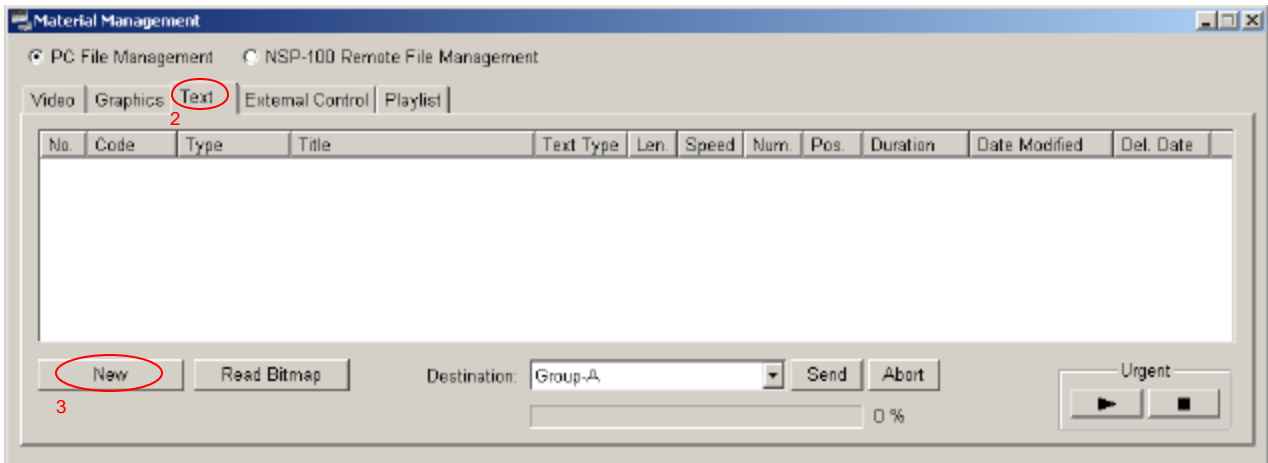 Material Management
PC File Management NSP-100 Remote File Management
Video Graphics Text External Control Playlist
2
No. Code Type Title Text Type Len. Speed Num. Pos. Duration Date Modified Del. Date
New Read Bitmap Destination: Group-A Send Abort Urgent
3
0 %